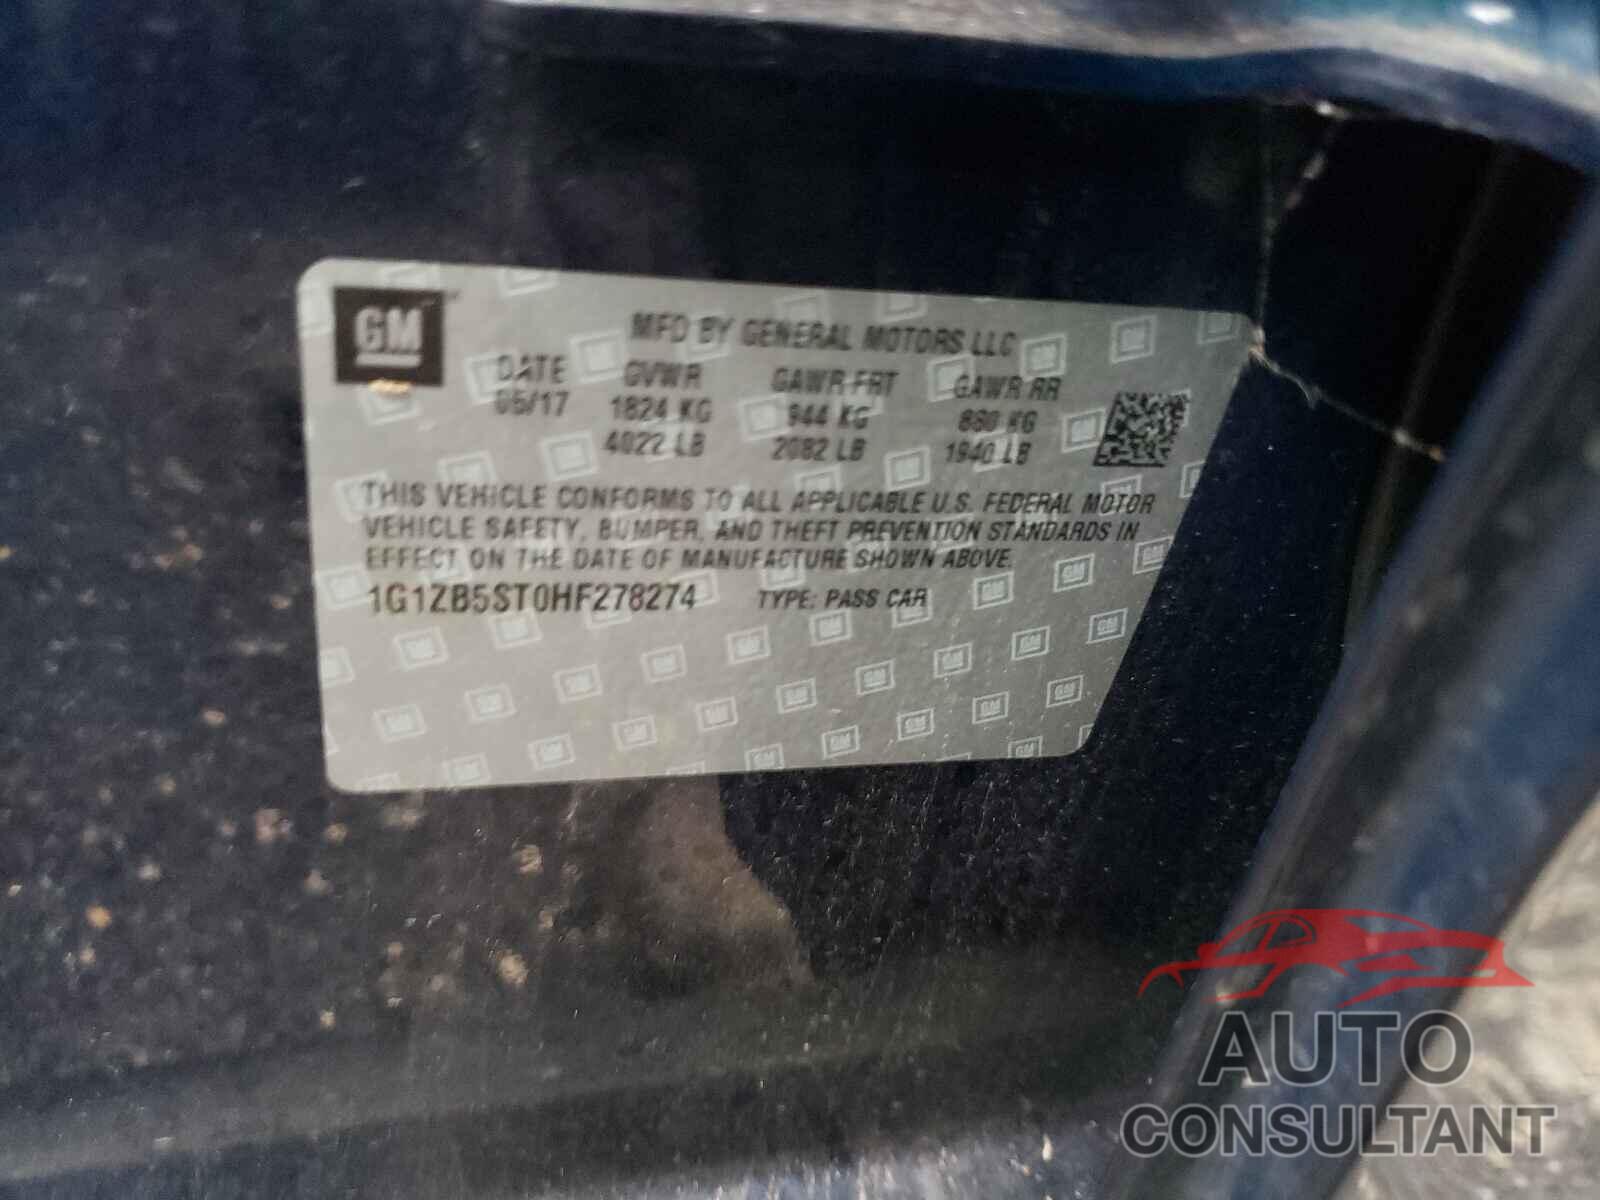 GM
MFD BY GENERAL MOTORS LLC
DATE GVWR GAWR FRT GAWR RR
05/17 1824 KG 944 KG 880 KG
4022 LB 2082 LB 1940 LB
THIS VEHICLE CONFORMS TO ALL APPLICABLE U.S. FEDERAL MOTOR
VEHICLE SAFETY, BUMPER, AND THEFT PREVENTION STANDARDS IN
EFFECT ON THE DATE OF MANUFACTURE SHOWN ABOVE.
1G1ZB5ST0HF278274 TYPE: PASS CAR
AUTO
CONSULTANT